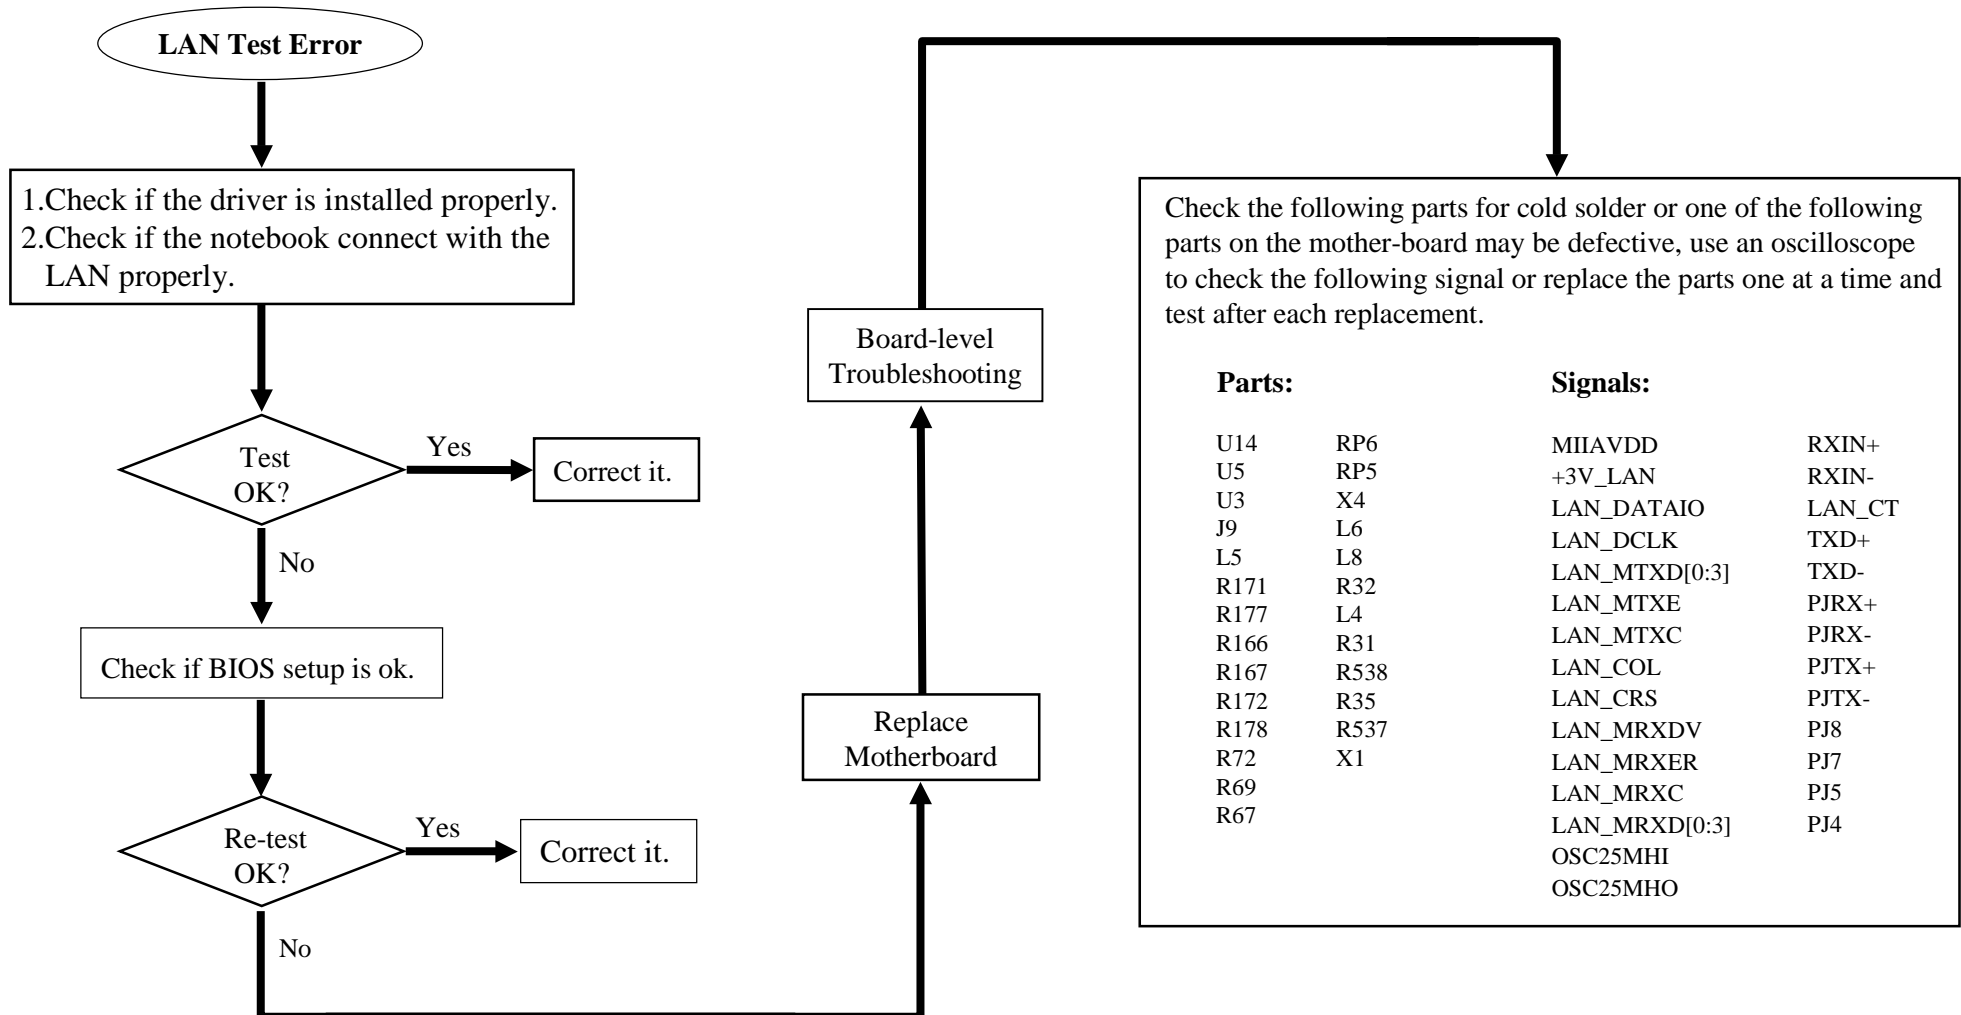 LAN Test Error
1.Check if the driver is installed properly.
2.Check if the notebook connect with the
LAN properly.
Test
OK?
Yes
Correct it.
No
Check if BIOS setup is ok.
Re-test
OK?
Yes
Correct it.
No
Replace
Motherboard
Board-level
Troubleshooting
Check the following parts for cold solder or one of the following
parts on the mother-board may be defective, use an oscilloscope
to check the following signal or replace the parts one at a time and
test after each replacement.
Parts:
U14
U5
U3
J9
L5
R171
R177
R166
R167
R172
R178
R72
R69
R67
RP6
RP5
X4
L6
L8
R32
L4
R31
R538
R35
R537
X1
Signals:
MIIAVDD
+3V_LAN
LAN_DATAIO
LAN_DCLK
LAN_MTXD[0:3]
LAN_MTXE
LAN_MTXC
LAN_COL
LAN_CRS
LAN_MRXDV
LAN_MRXER
LAN_MRXC
LAN_MRXD[0:3]
OSC25MHI
OSC25MHO
RXIN+
RXIN-
LAN_CT
TXD+
TXD-
PJRX+
PJRX-
PJTX+
PJTX-
PJ8
PJ7
PJ5
PJ4